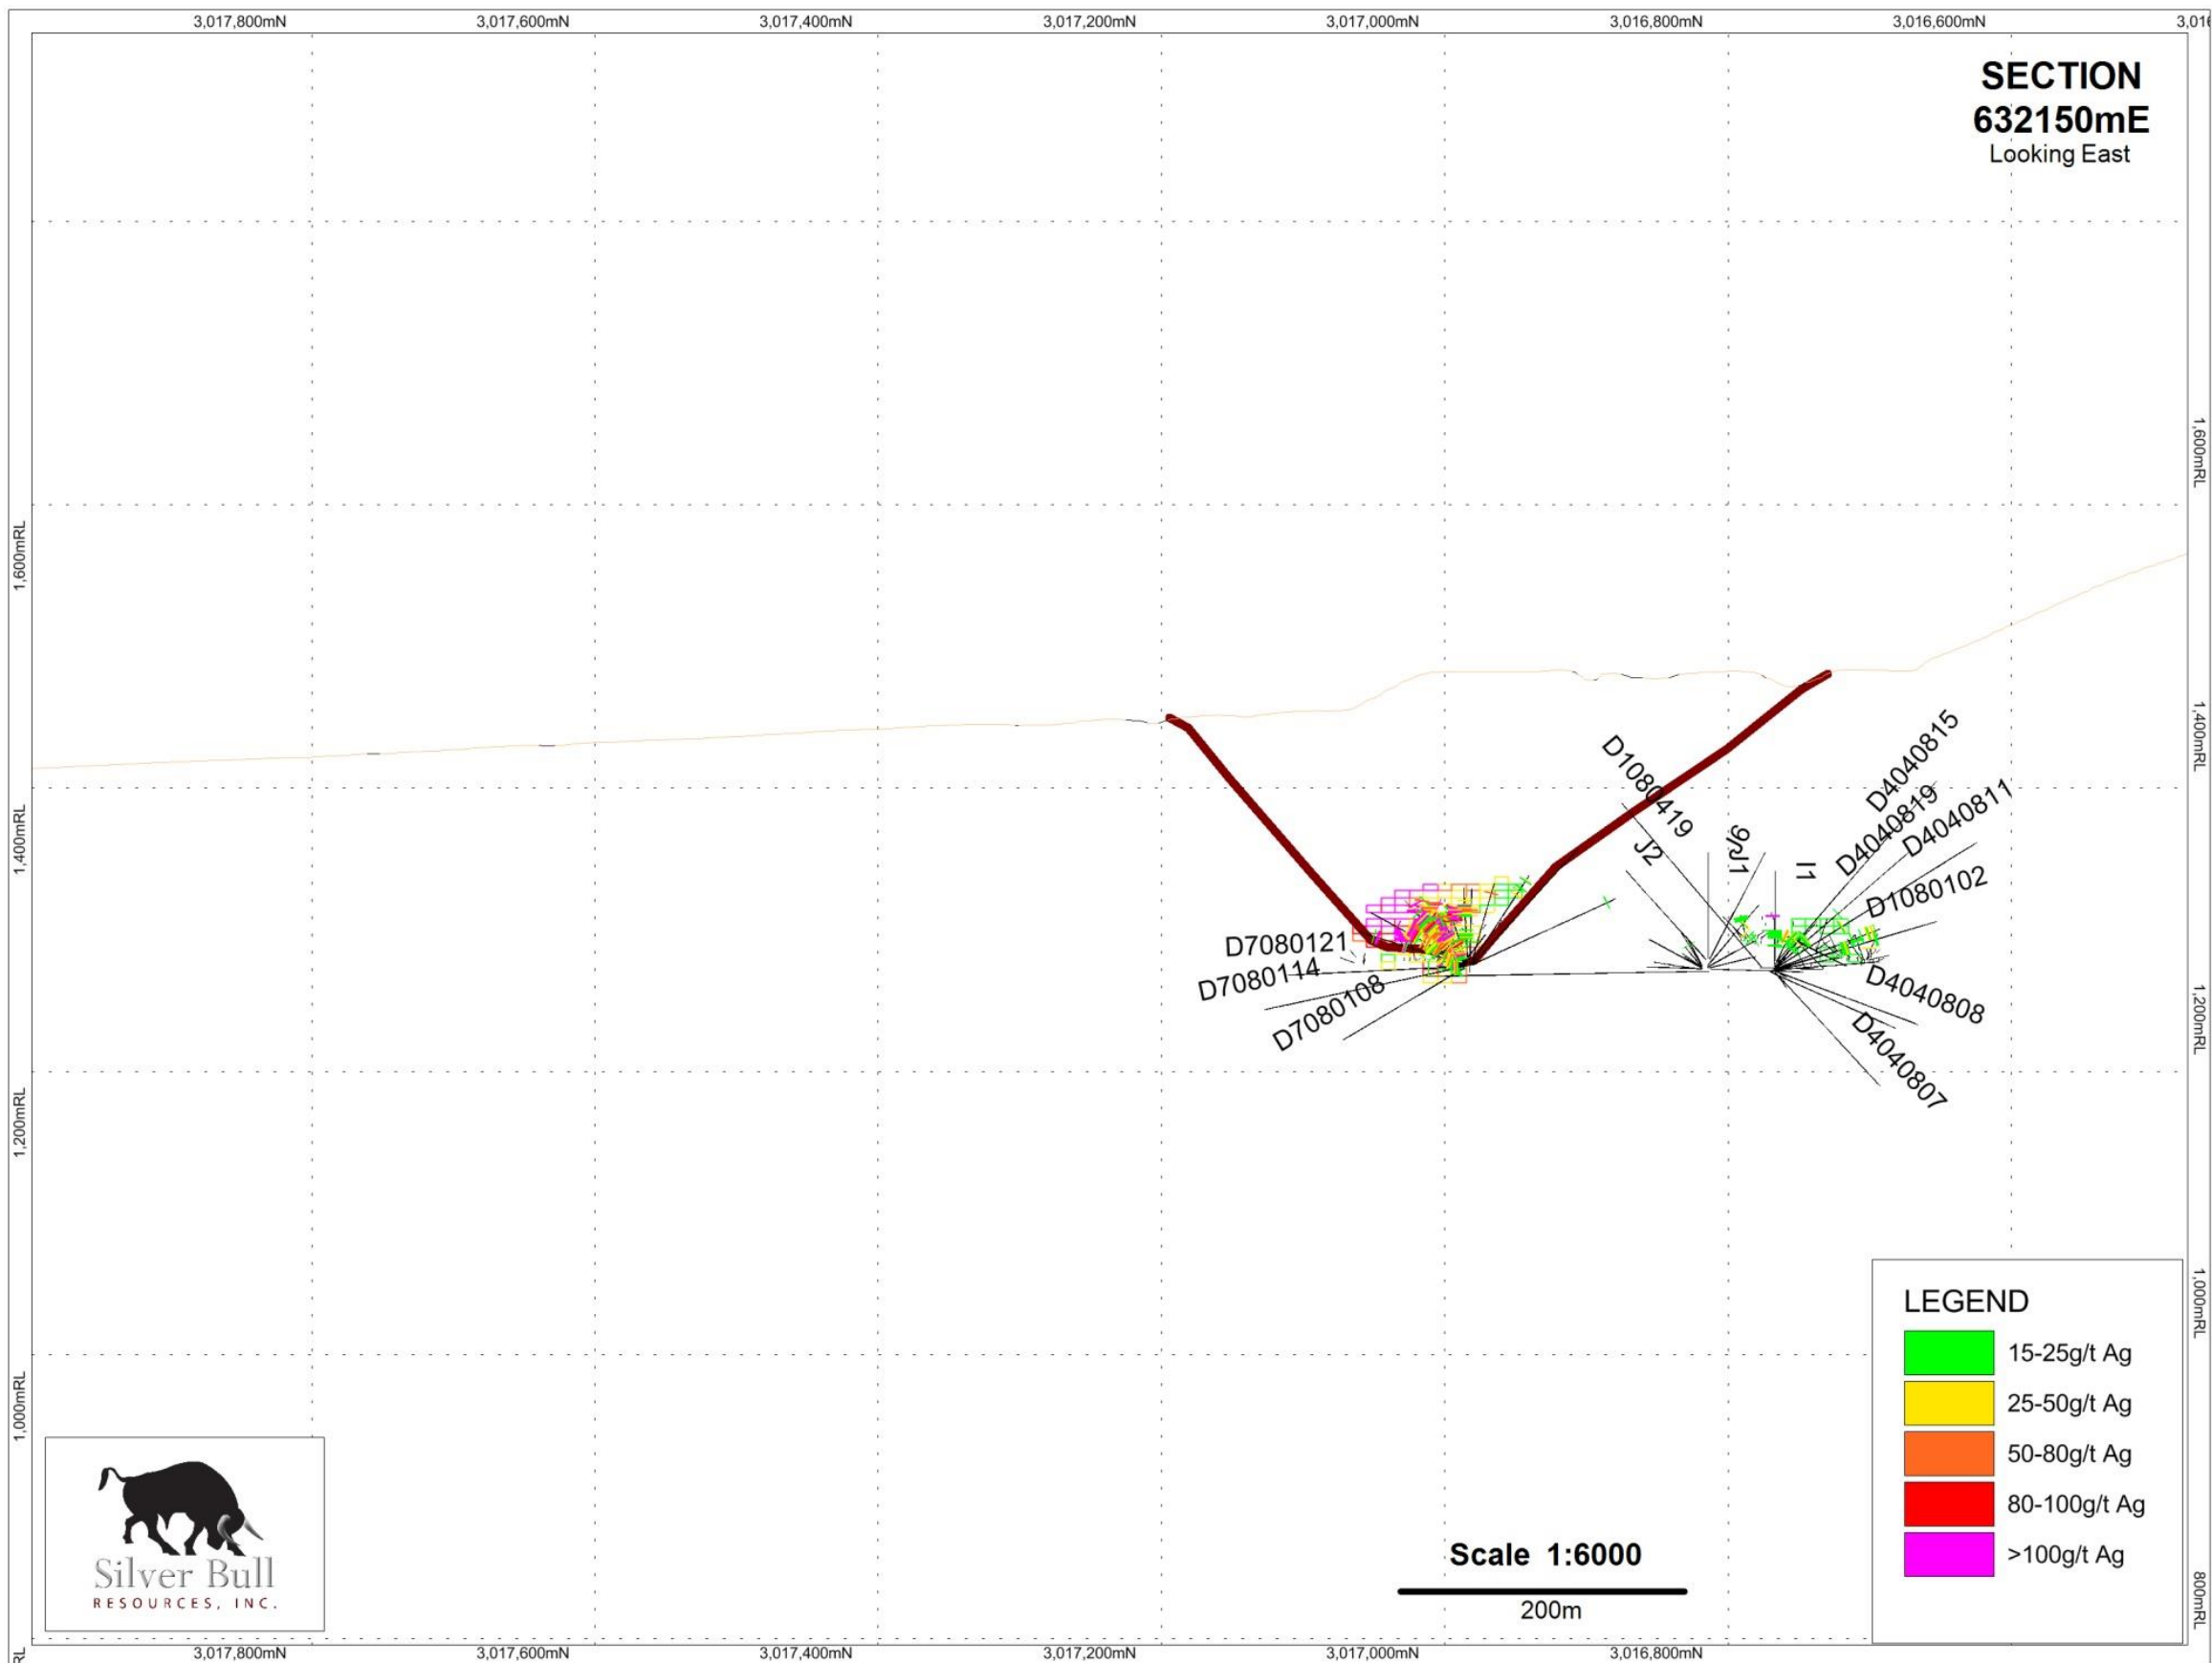 3,017,800mN 3,017,600mN 3,017,400mN 3,017,200mN 3,017,000mN 3,016,800mN 3,016,600mN 3,016
SECTION
632150mE
Looking East
1,600mRL
1,600mRL
1,400mRL
1,400mRL
D4040815
D1080419
D4040819
D4040811
J2
J1
I1
D1080102
D7080121
D7080114
D7080108
D4040808
D4040807
1,200mRL
1,200mRL
1,000mRL
1,000mRL
800mRL
RL
LEGEND
15-25g/t Ag
25-50g/t Ag
50-80g/t Ag
80-100g/t Ag
>100g/t Ag
Silver Bull
RESOURCES, INC.
Scale 1:6000
200m
3,017,800mN 3,017,600mN 3,017,400mN 3,017,200mN 3,017,000mN 3,016,800mN